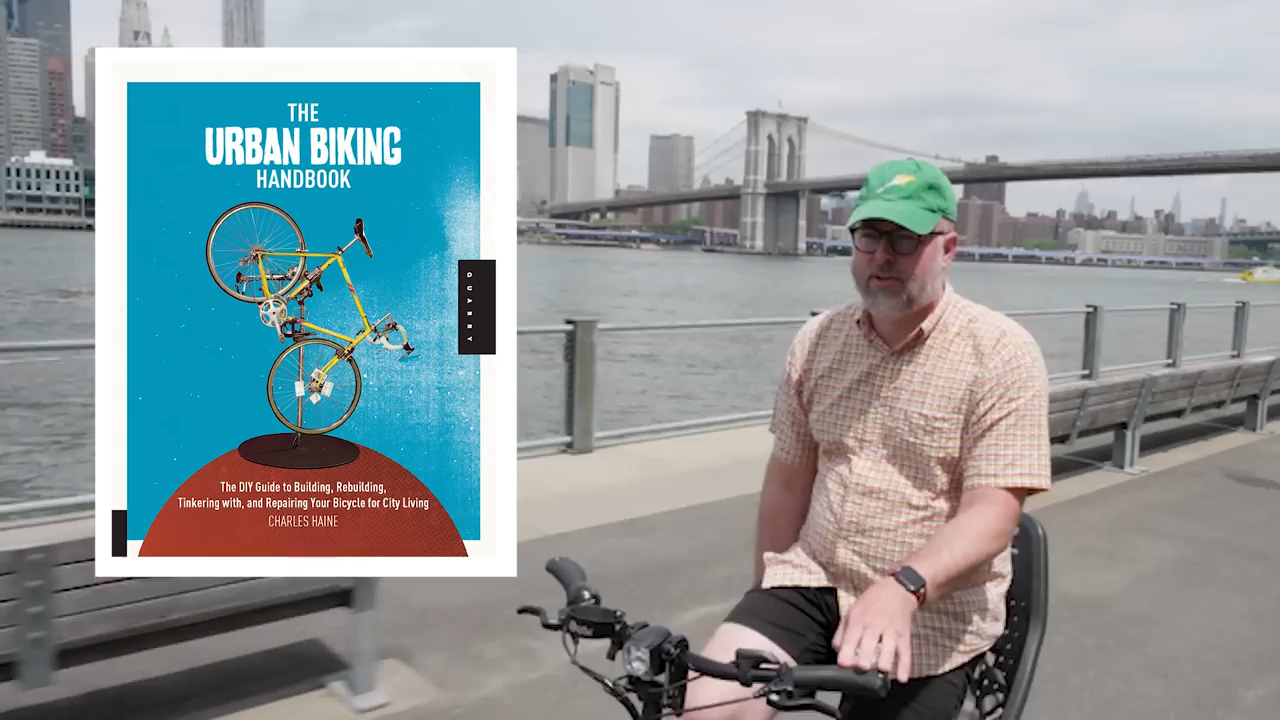 THE
URBAN BIKING
HANDBOOK
QUARRY
The DIY Guide to Building, Rebuilding,
Tinkering with, and Repairing Your Bicycle for City Living
CHARLES HAINE